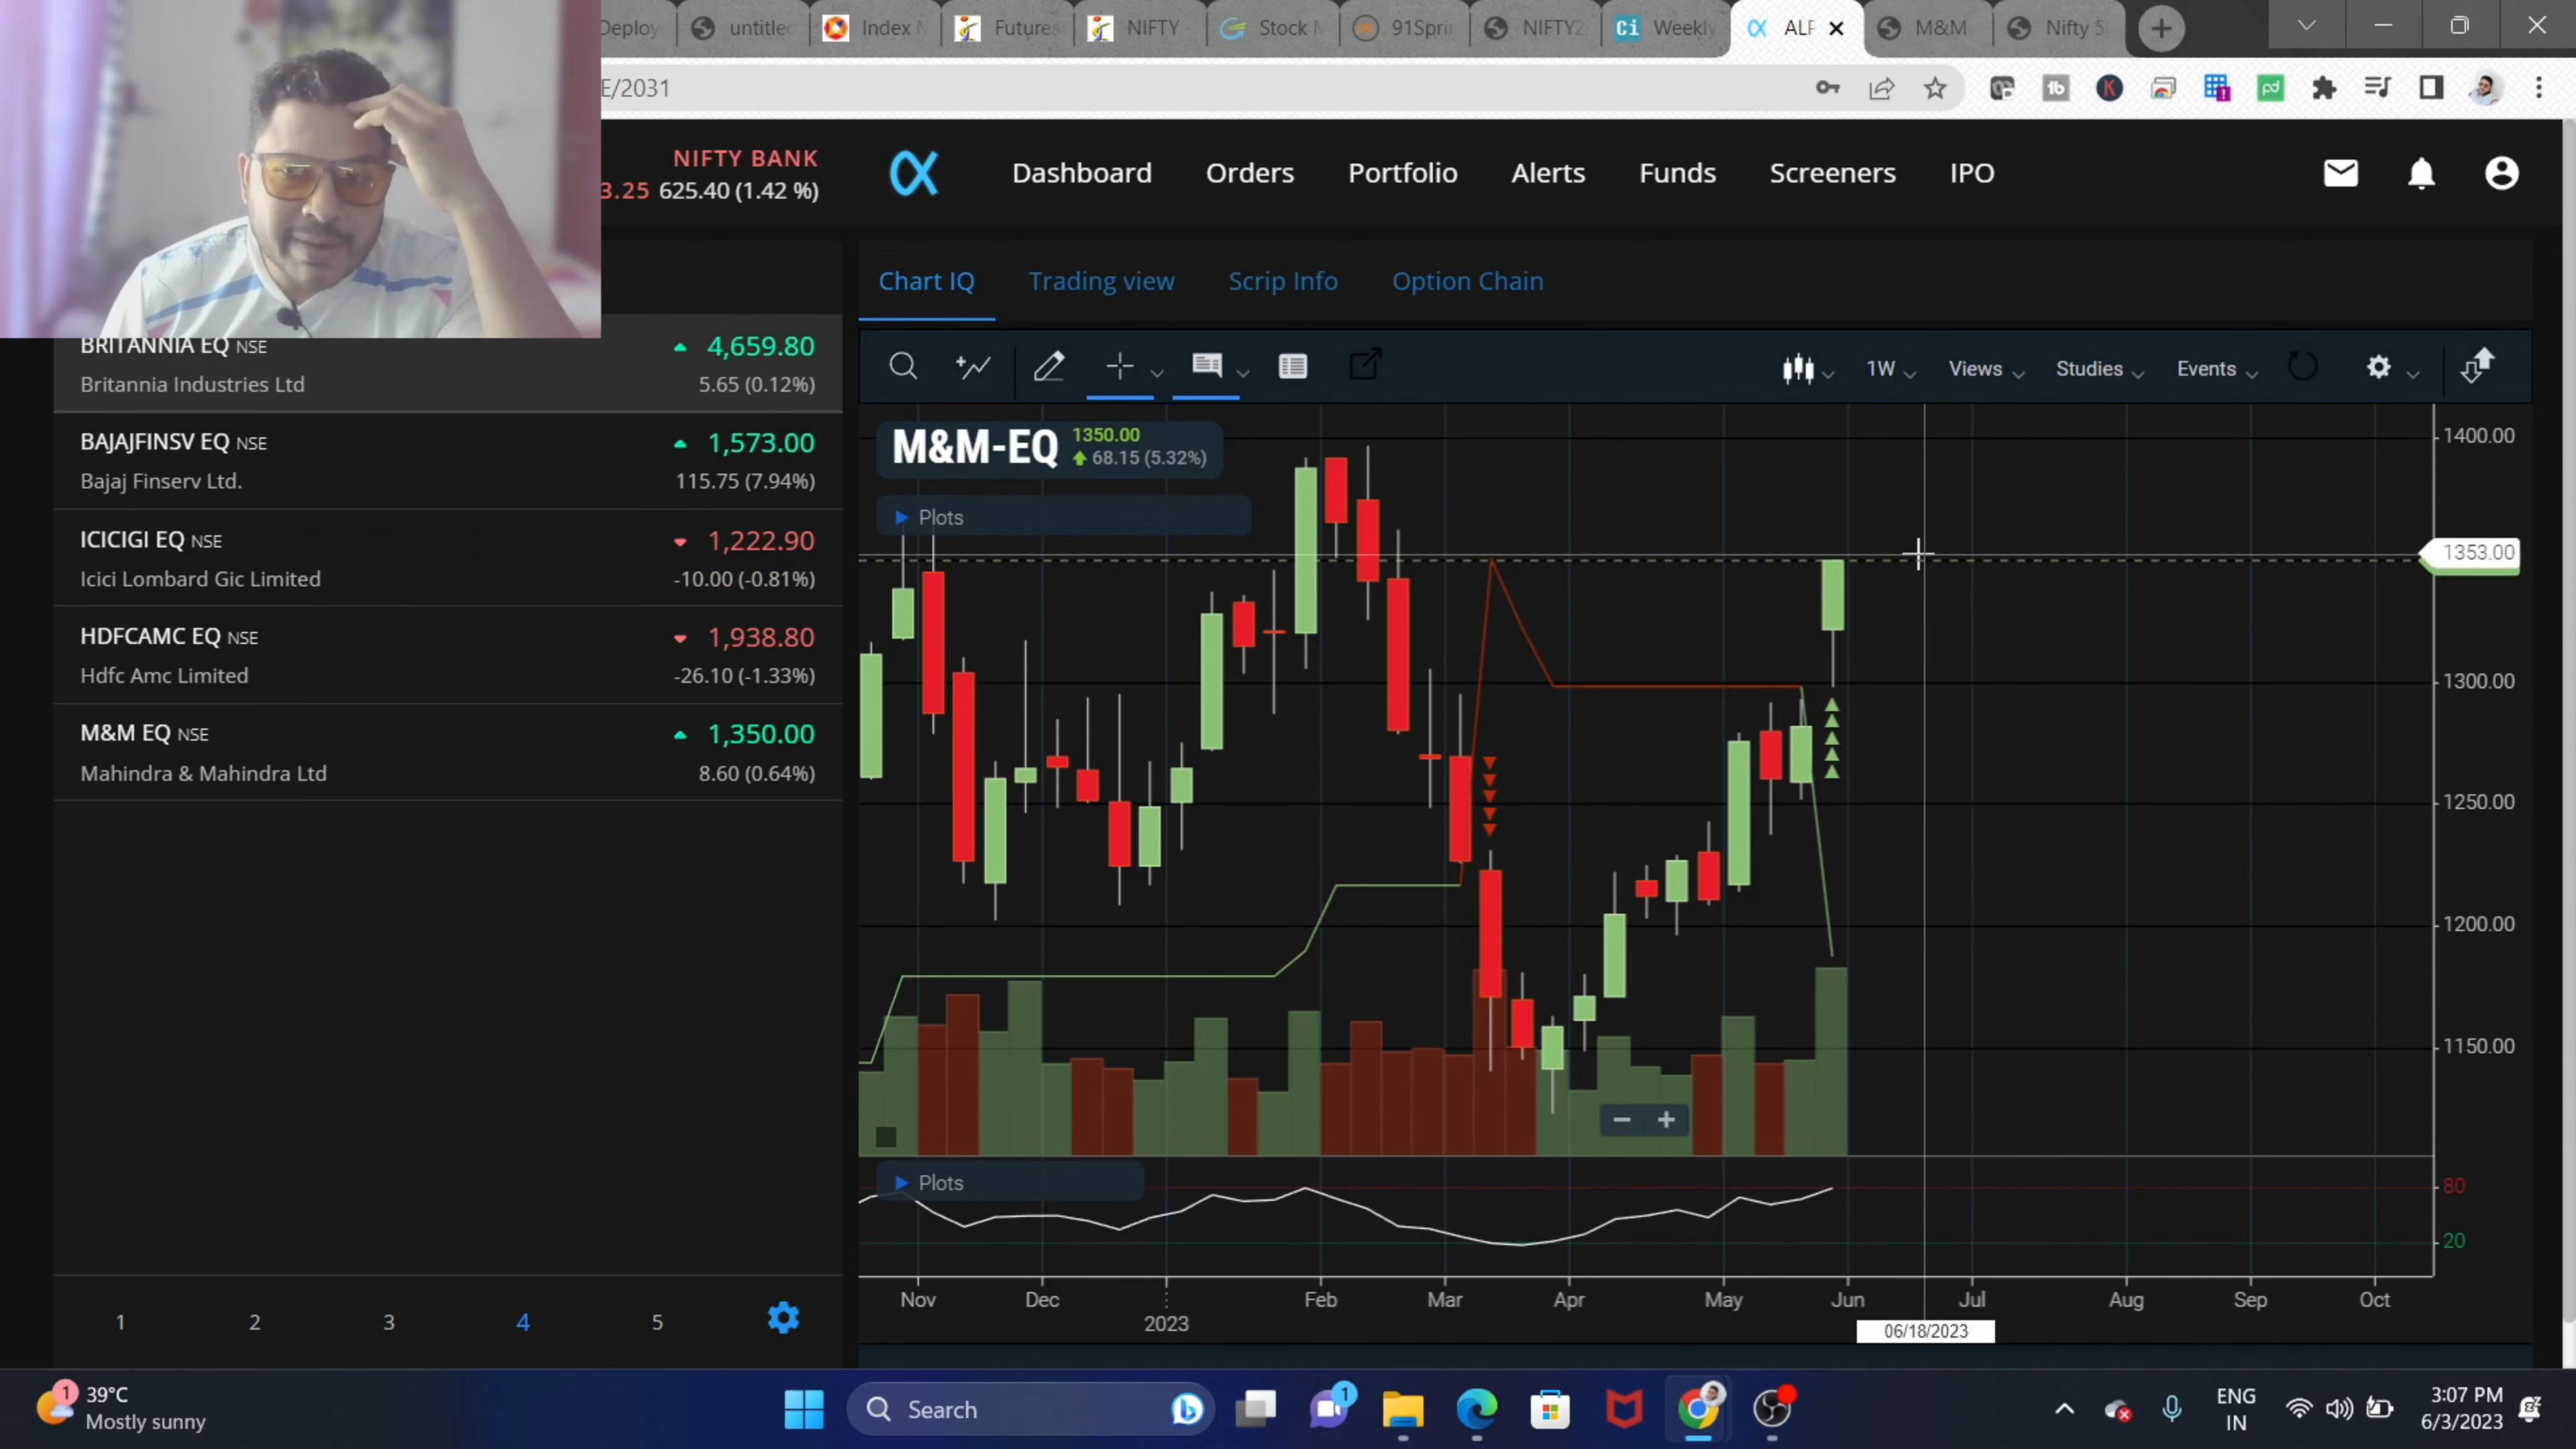 Deploy
untitled
Index N
Futures
NIFTY
Stock M
91Sprin
NIFTY2
Ci Weekly
ALP
M&M
Nifty 5
E/2031
NIFTY BANK
3.25 625.40 (1.42 %)
Dashboard
Orders
Portfolio
Alerts
Funds
Screeners
IPO
Chart IQ
Trading view
Scrip Info
Option Chain
BRITANNIA EQ NSE
4,659.80
Britannia Industries Ltd
5.65 (0.12%)
BAJAJFINSV EQ NSE
1,573.00
Bajaj Finserv Ltd.
115.75 (7.94%)
ICICIGI EQ NSE
1,222.90
Icici Lombard Gic Limited
-10.00 (-0.81%)
HDFCAMC EQ NSE
1,938.80
Hdfc Amc Limited
-26.10 (-1.33%)
M&M EQ NSE
1,350.00
Mahindra & Mahindra Ltd
8.60 (0.64%)
1 2 3 4 5
1W
Views
Studies
Events
M&M-EQ
1350.00
68.15 (5.32%)
Plots
1400.00
1353.00
1300.00
1250.00
1200.00
1150.00
Plots
80
20
Nov Dec Feb Mar Apr May Jun Jul Aug Sep Oct
2023
06/18/2023
1
39°C
Mostly sunny
Search
1
ENG
IN
3:07 PM
6/3/2023